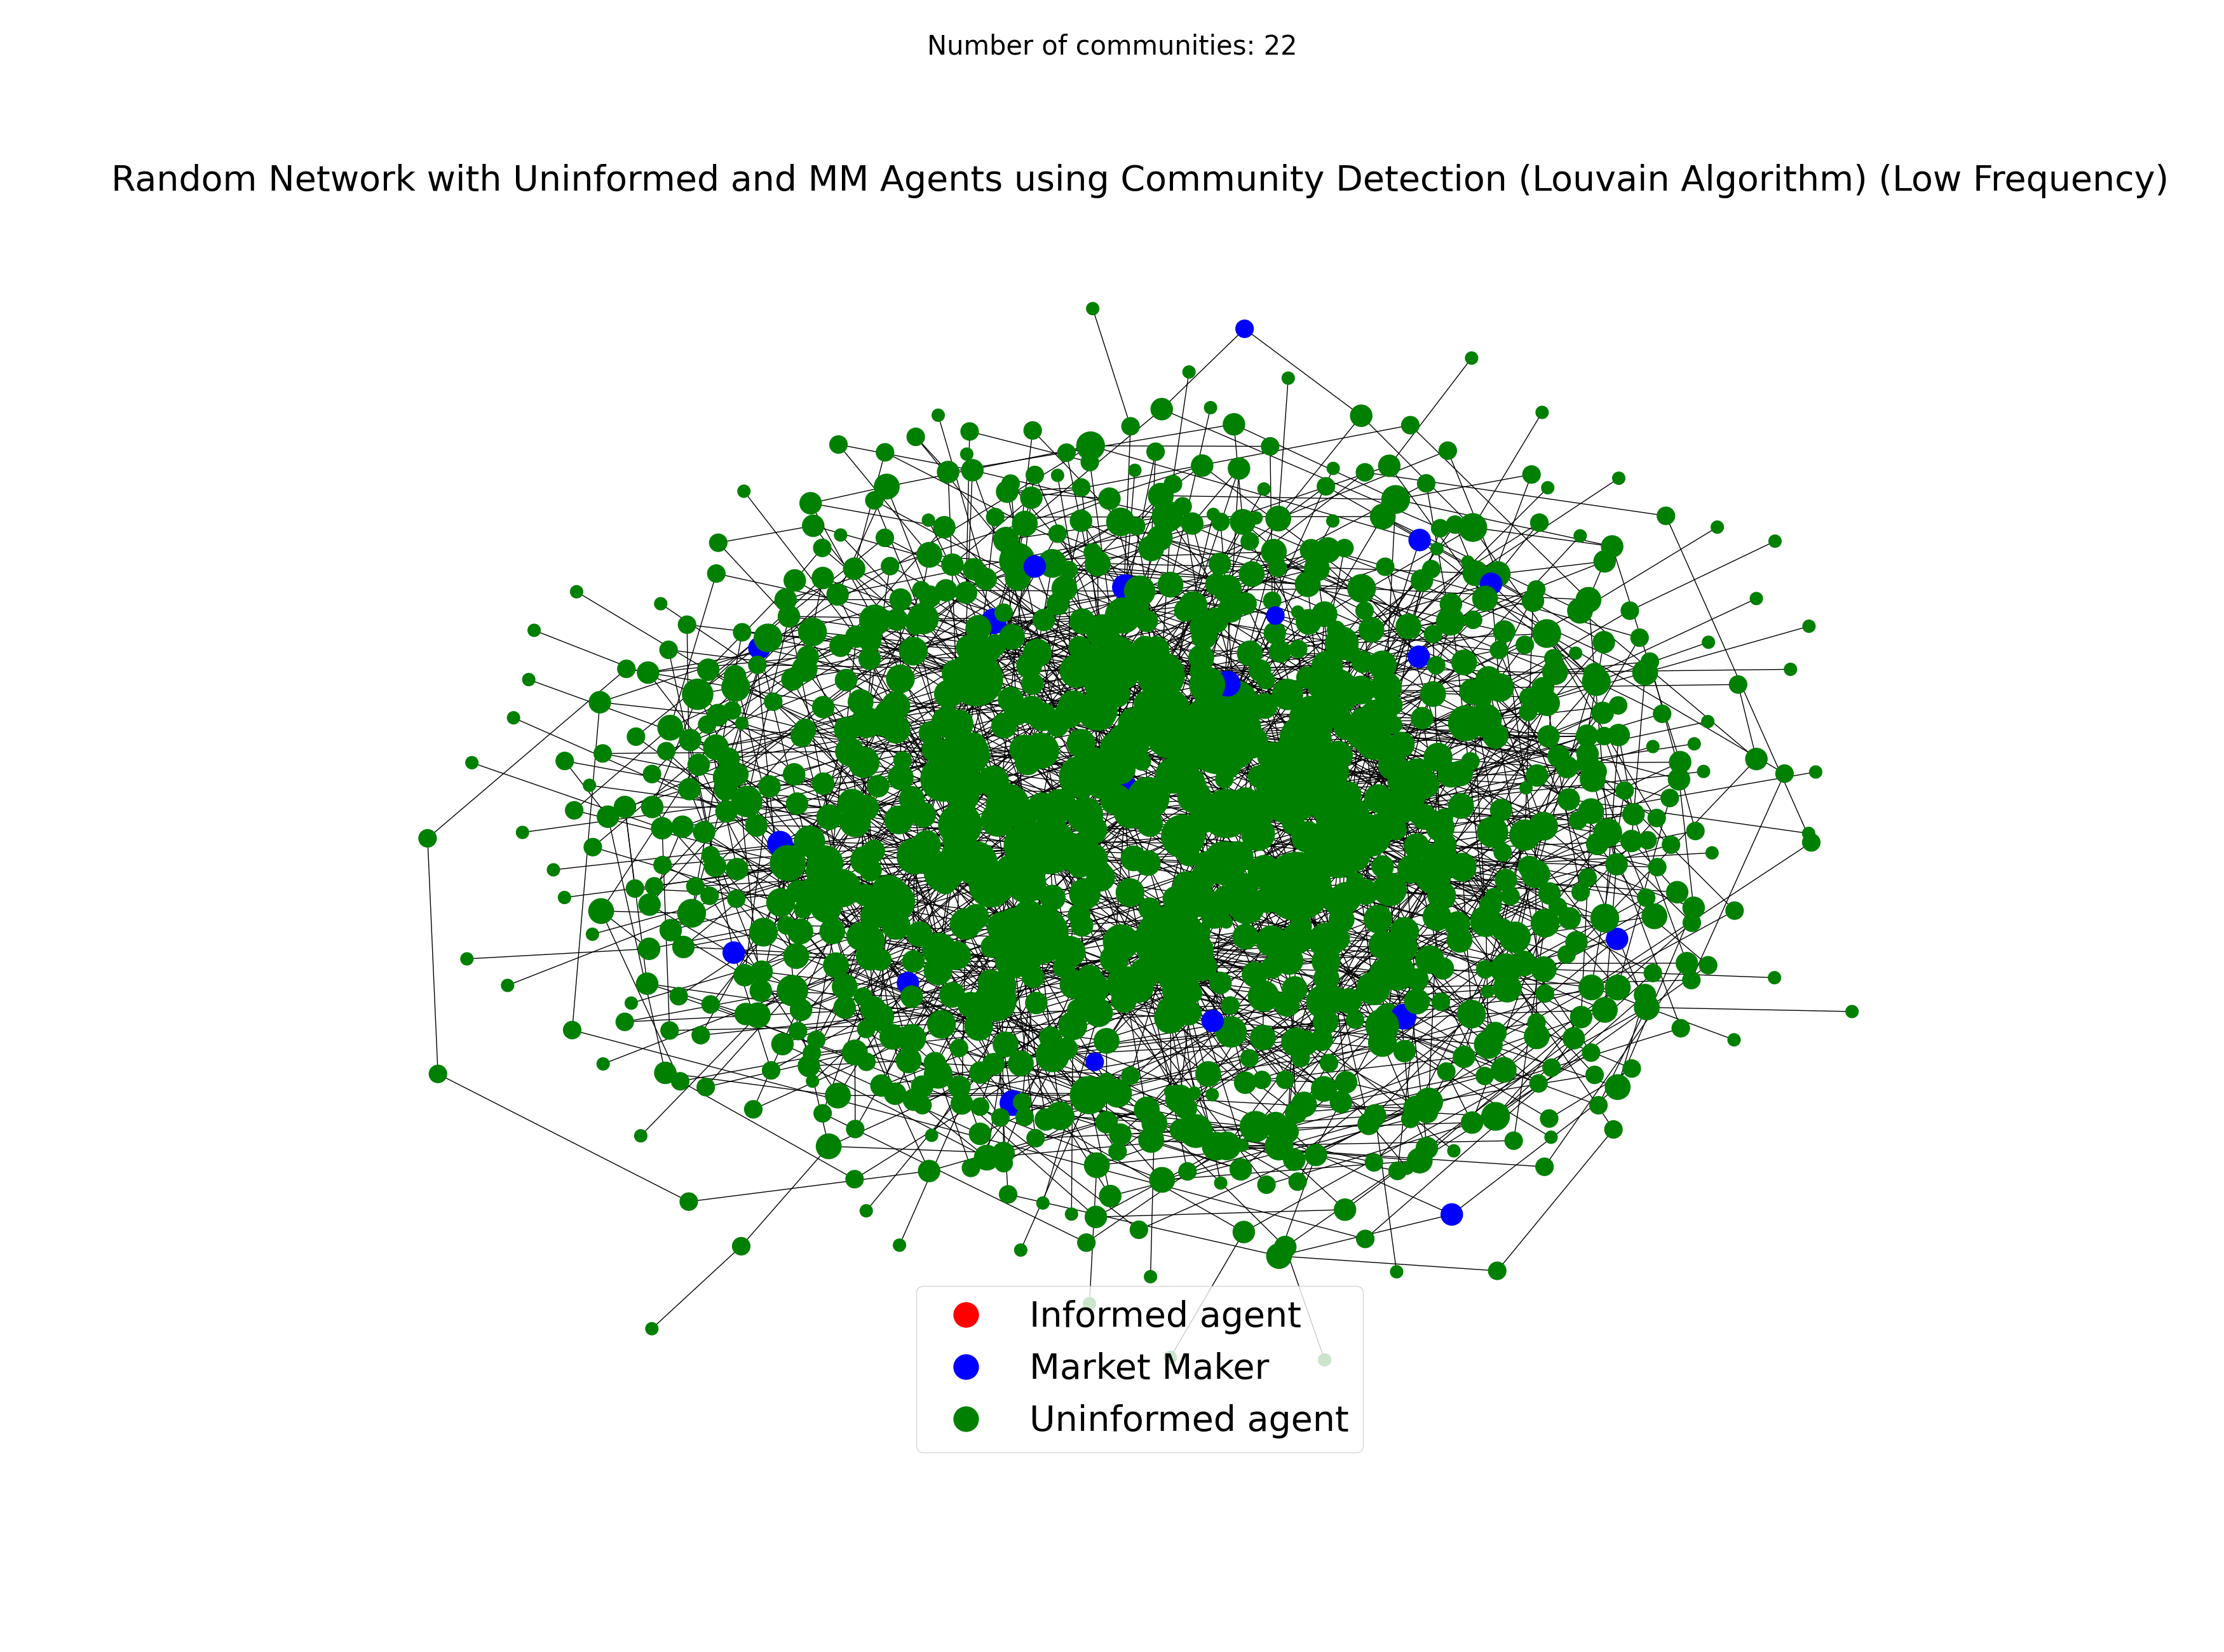 Number of communities: 22
Random Network with Uninformed and MM Agents using Community Detection (Louvain Algorithm) (Low Frequency)
Informed agent
Market Maker
Uninformed agent